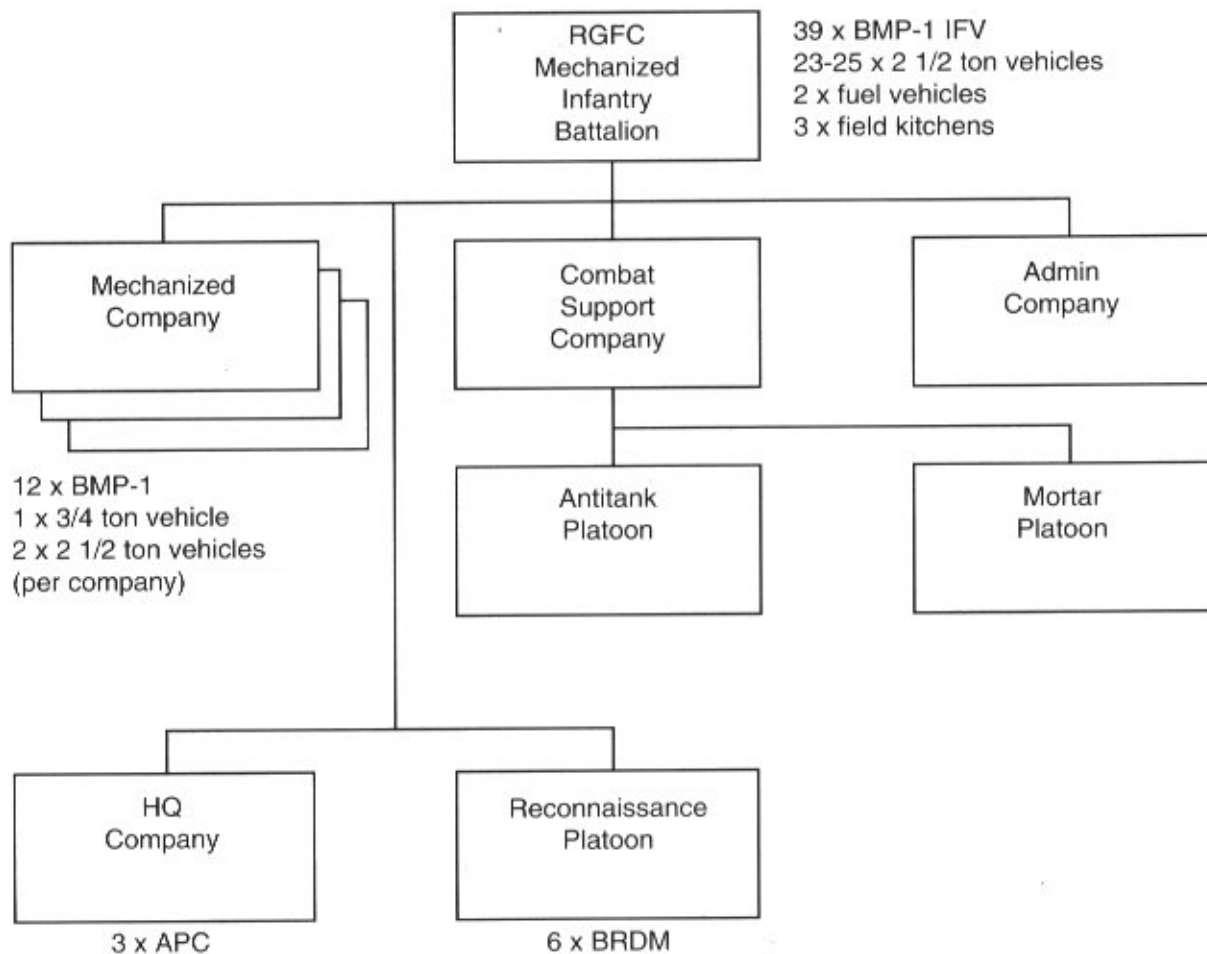 RGFC
Mechanized
Infantry
Battalion
39 x BMP-1 IFV
23-25 x 2 1/2 ton vehicles
2 x fuel vehicles
3 x field kitchens
Mechanized
Company
Combat
Support
Company
Admin
Company
12 x BMP-1
1 x 3/4 ton vehicle
2 x 2 1/2 ton vehicles
(per company)
Antitank
Platoon
Mortar
Platoon
HQ
Company
Reconnaissance
Platoon
3 x APC
6 x BRDM